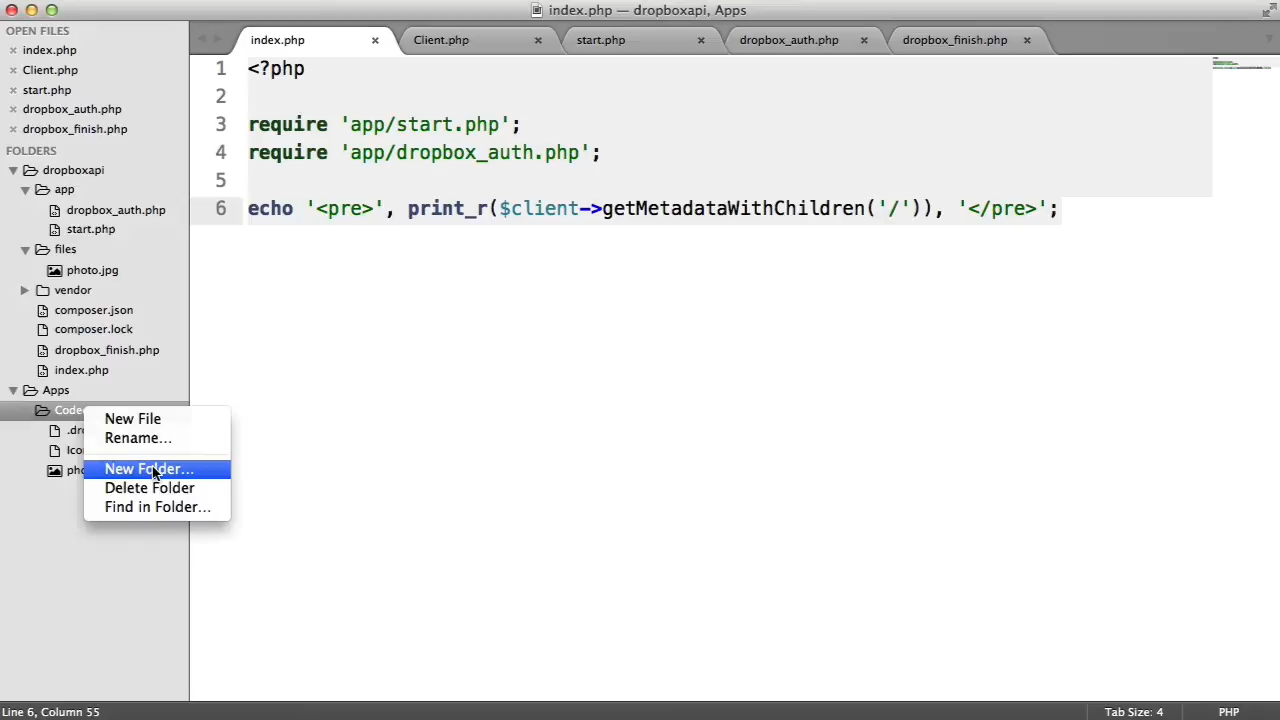 index.php — dropboxapi, Apps
OPEN FILES
index.php
Client.php
start.php
dropbox_auth.php
dropbox_finish.php
FOLDERS
dropboxapi
app
dropbox_auth.php
start.php
files
photo.jpg
vendor
composer.json
composer.lock
dropbox_finish.php
index.php
Apps
New File
Rename...
New Folder...
Delete Folder
Find in Folder...
index.php Client.php start.php dropbox_auth.php dropbox_finish.php
1 <?php
2
3 require 'app/start.php';
4 require 'app/dropbox_auth.php';
5
6 echo '<pre>', print_r($client->getMetadataWithChildren('/')), '</pre>';
Line 6, Column 55
Tab Size: 4
PHP